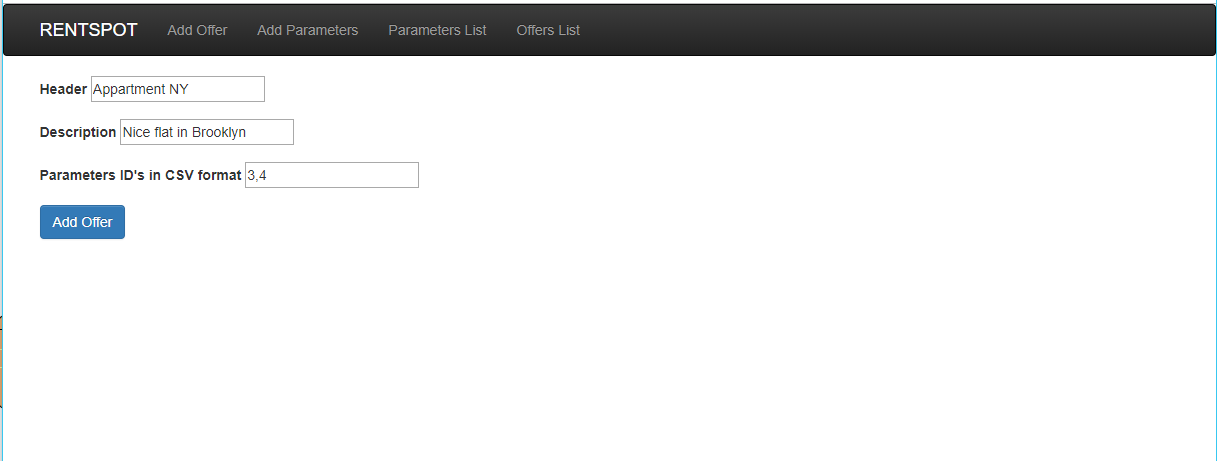 RENTSPOT Add Offer Add Parameters Parameters List Offers List
Header Appartment NY
Description Nice flat in Brooklyn
Parameters ID's in CSV format 3,4
Add Offer